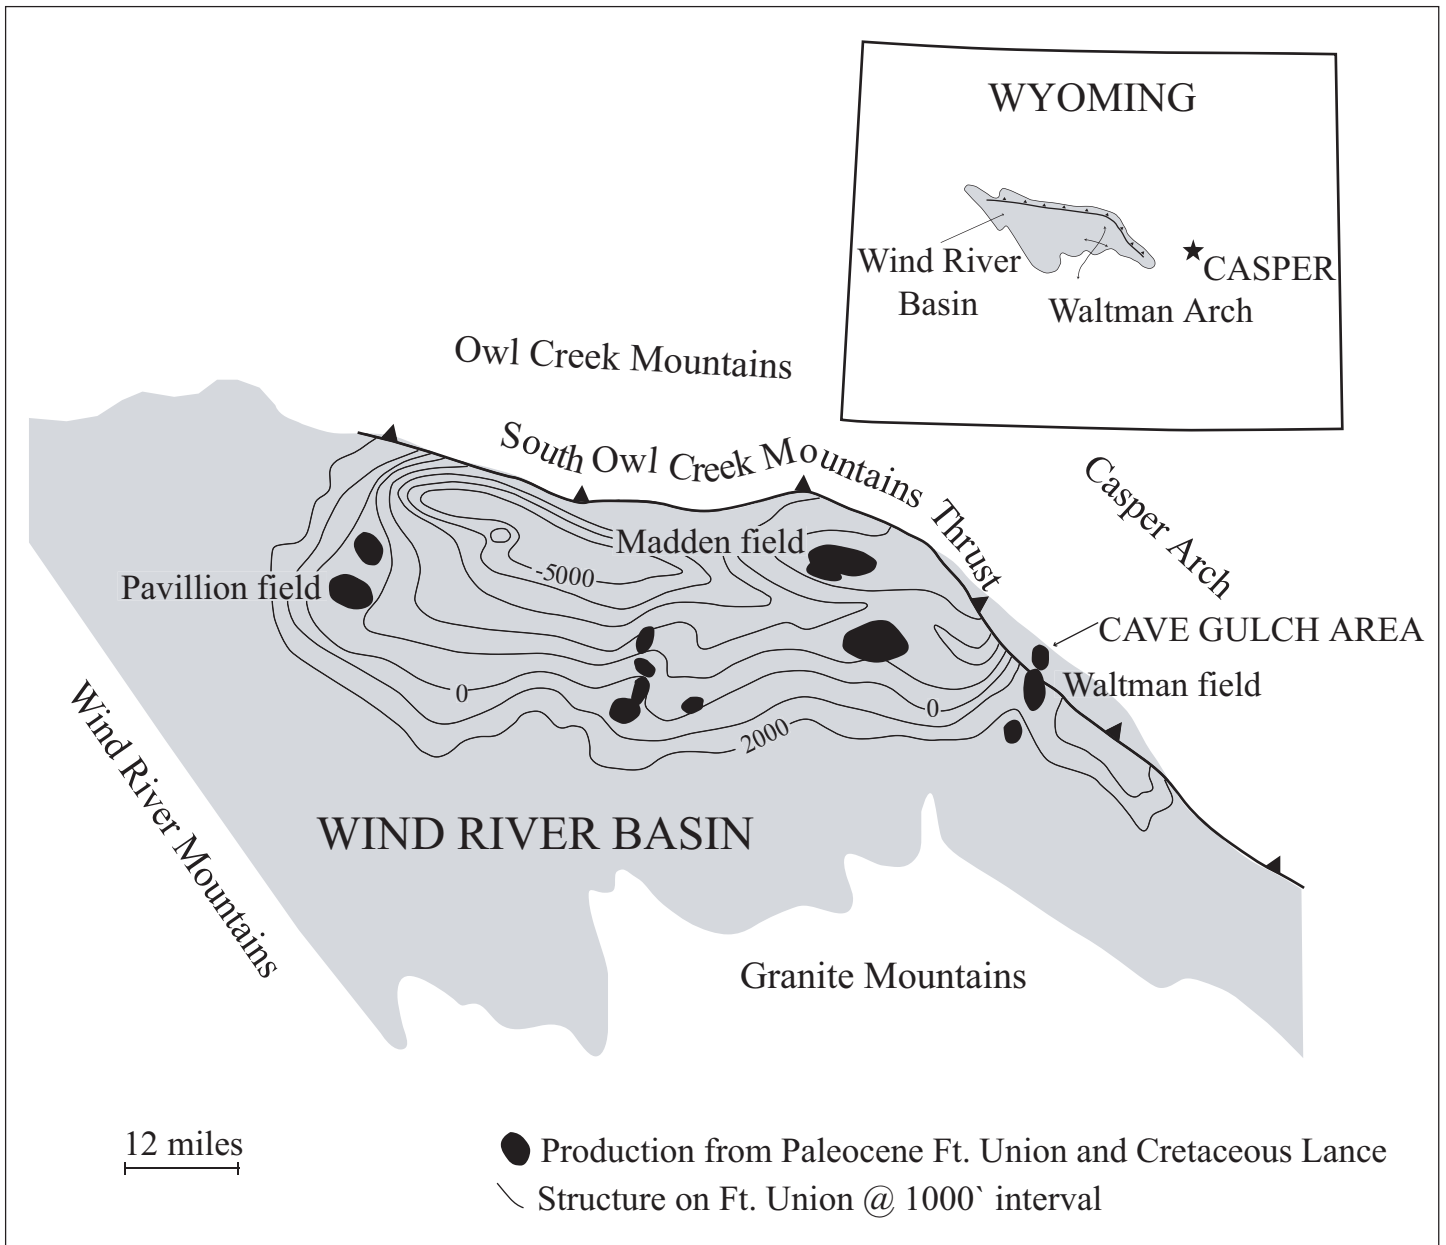 WYOMING
Wind River
Basin
CASPER
Waltman Arch
Owl Creek Mountains
South Owl Creek Mountains Thrust
Casper Arch
Madden field
-5000
Pavillion field
CAVE GULCH AREA
Waltman field
0
0
2000
Wind River Mountains
WIND RIVER BASIN
Granite Mountains
12 miles
Production from Paleocene Ft. Union and Cretaceous Lance
Structure on Ft. Union @ 1000` interval